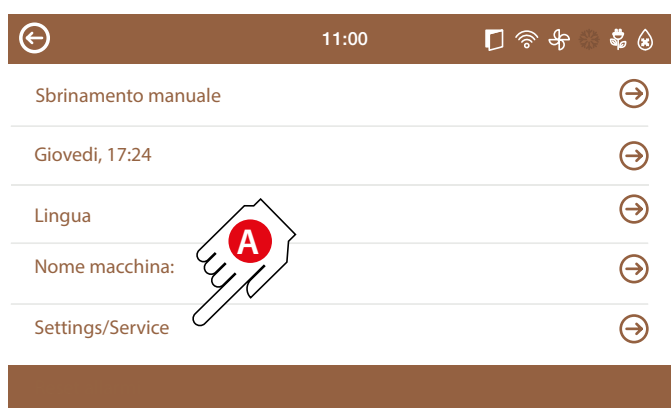 11:00
Sbrinamento manuale
Giovedi, 17:24
Lingua
A
Nome macchina:
Settings/Service